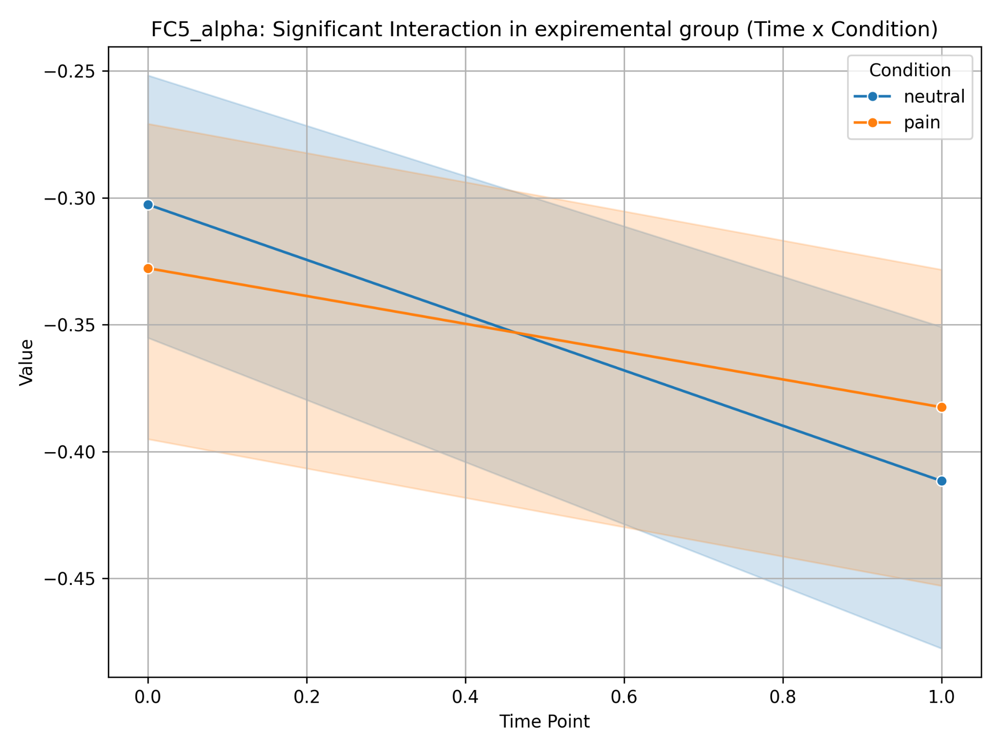 FC5_alpha: Significant Interaction in expiremental group (Time x Condition)
Condition
neutral
pain
−0.25
−0.30
−0.35
−0.40
−0.45
Value
0.0 0.2 0.4 0.6 0.8 1.0
Time Point